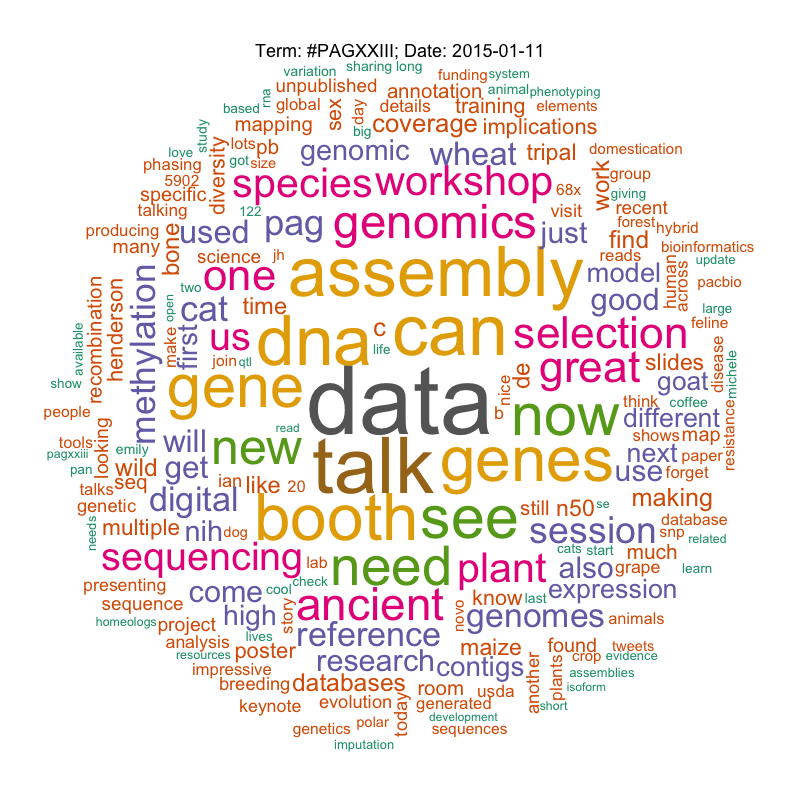 Term: #PAGXXIII; Date: 2015-01-11
variation
sharing long
funding
system
unpublished
animal
phenotyping
rna
annotation
based
global
sex
day
details
training
elements
study
mapping
big
coverage
implications
love
lots
pb
diversity
genomic
wheat
tripal
domestication
phasing
got
size
work
group
5902
species
workshop
68x
giving
specific
talking
122
visit
recent
producing
used
pag
genomics
just
forest
hybrid
many
bone
science
jh
find
bioinformatics
reads
update
one
assembly
model
human
across
pacbio
two
cat
time
good
available
recombination
henderson
methylation
open
first
make
us
dna
c
can
selection
large
feline
join
qtl
life
great
slides
disease
michele
show
gene
de
nice
goat
people
data
b
now
think
coffee
different
resistance
tools
looking
emily
will
new
read
talk
genes
shows
map
pagxxiii
pan
wild
get
next
paper
talks
seq
ian
like
20
use
forget
genetic
digital
booth
see
still
n50
se
making
needs
multiple
nih
dog
session
database
snp
related
sequencing
lab
need
plant
cats
start
much
also
grape
learn
presenting
come
cool
check
last
expression
sequence
ancient
know
novo
genomes
animals
homeologs
project
high
story
lives
reference
analysis
poster
maize
found
tweets
resources
research
contigs
another
plants
crop
evidence
impressive
assemblies
breeding
databases
room
usda
isoform
keynote
evolution
today
generated
short
genetics
polar
development
sequences
imputation